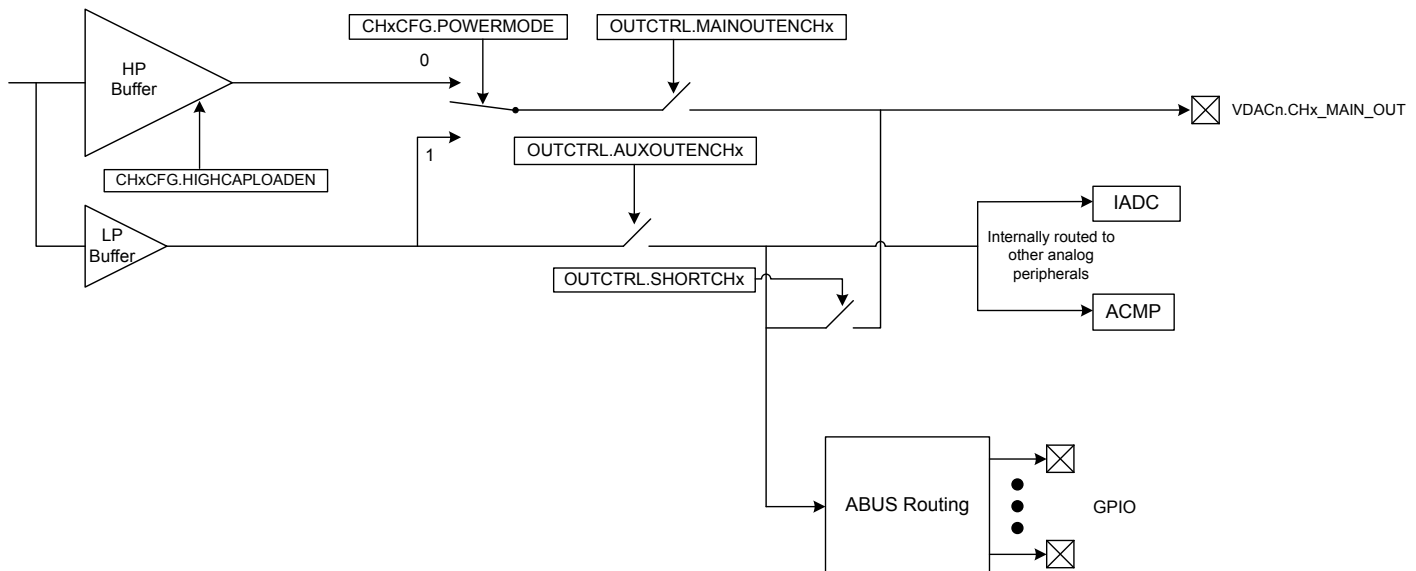 CHxCFG.POWERMODE
OUTCTRL.MAINOUTENCHx
0
HP
Buffer
VDACn.CHx_MAIN_OUT
1
OUTCTRL.AUXOUTENCHx
CHxCFG.HIGHCAPLOADEN
IADC
LP
Buffer
Internally routed to
other analog
peripherals
OUTCTRL.SHORTCHx
ACMP
ABUS Routing
GPIO